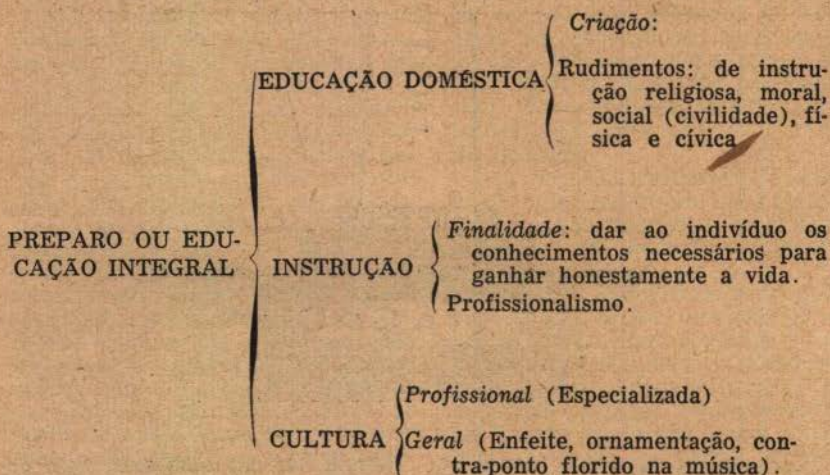 Criação:
EDUCAÇÃO DOMÉSTICA
Rudimentos: de instru-
ção religiosa, moral,
social (civilidade), fí-
sica e cívica
PREPARO OU EDU-
CAÇÃO INTEGRAL
INSTRUÇÃO
Finalidade: dar ao indivíduo os
conhecimentos necessários para
ganhar honestamente a vida.
Profissionalismo.
CULTURA
Profissional (Especializada)
Geral (Enfeite, ornamentação, con-
tra-ponto florido na música).